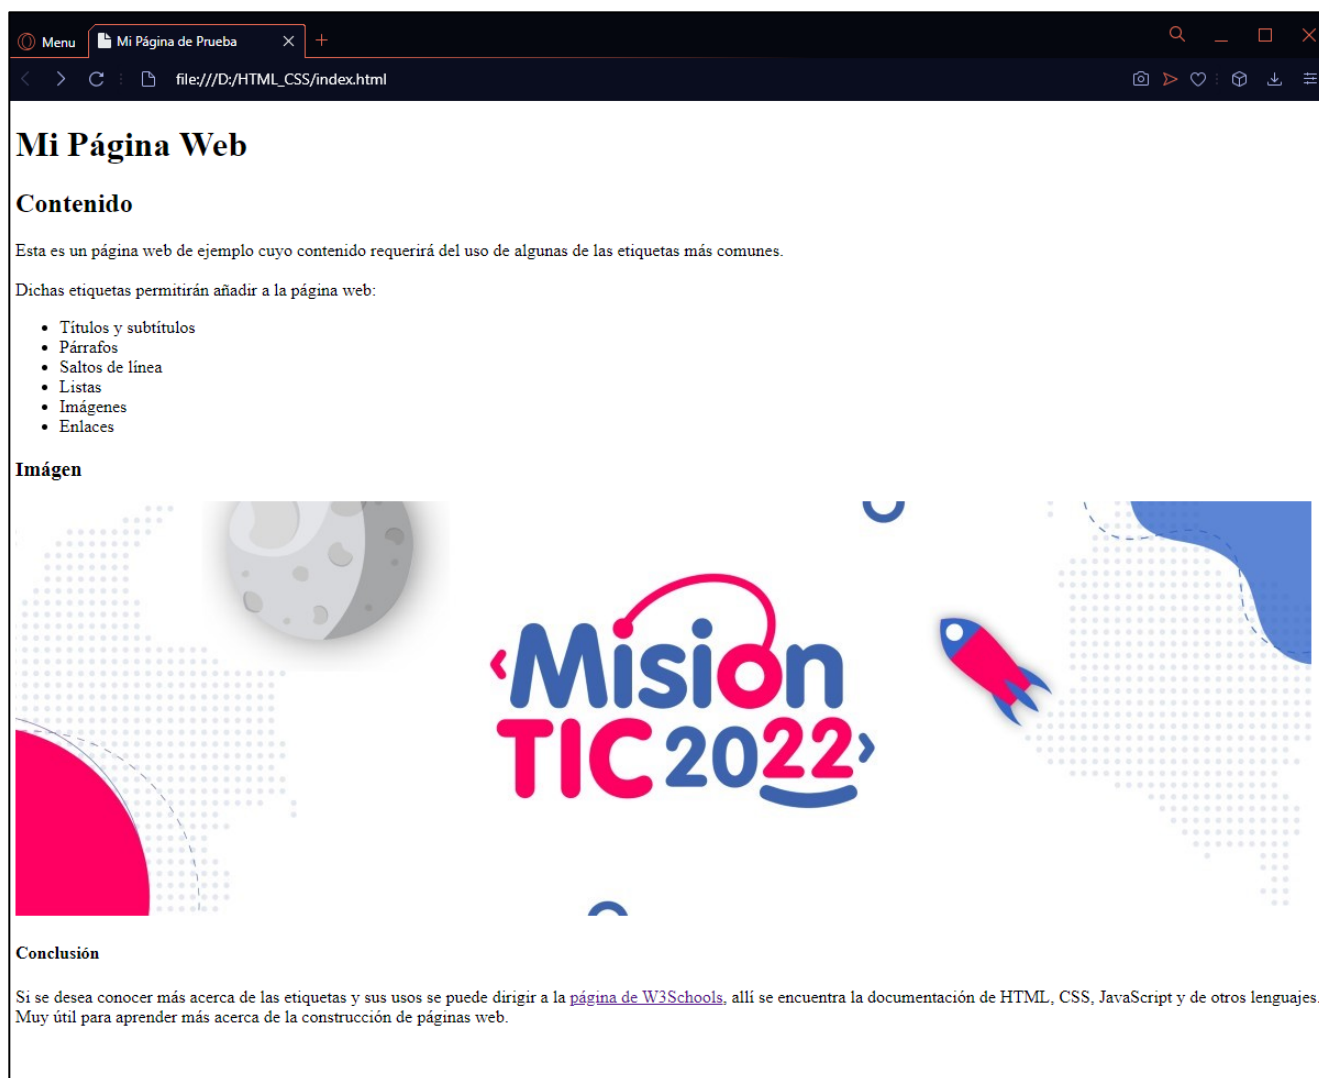 Menu
Mi Página de Prueba
file:///D:/HTML_CSS/index.html
Mi Página Web
Contenido
Esta es un página web de ejemplo cuyo contenido requerirá del uso de algunas de las etiquetas más comunes.
Dichas etiquetas permitirán añadir a la página web:
• Títulos y subtítulos
• Párrafos
• Saltos de línea
• Listas
• Imágenes
• Enlaces
Imágen
‹Misión
TIC 2022›
Conclusión
Si se desea conocer más acerca de las etiquetas y sus usos se puede dirigir a la página de W3Schools, allí se encuentra la documentación de HTML, CSS, JavaScript y de otros lenguajes.
Muy útil para aprender más acerca de la construcción de páginas web.